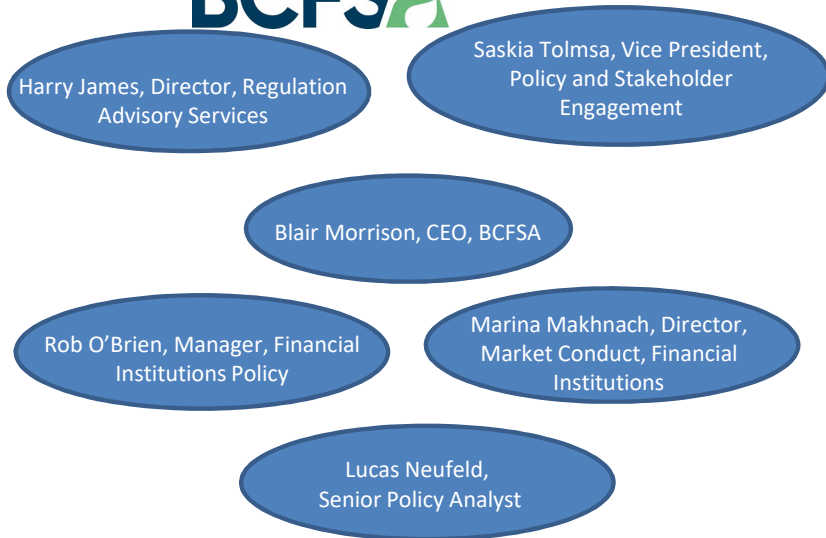 BCFSA
Harry James, Director, Regulation
Advisory Services
Saskia Tolmsa, Vice President,
Policy and Stakeholder
Engagement
Blair Morrison, CEO, BCFSA
Rob O’Brien, Manager, Financial
Institutions Policy
Marina Makhnach, Director,
Market Conduct, Financial
Institutions
Lucas Neufeld,
Senior Policy Analyst